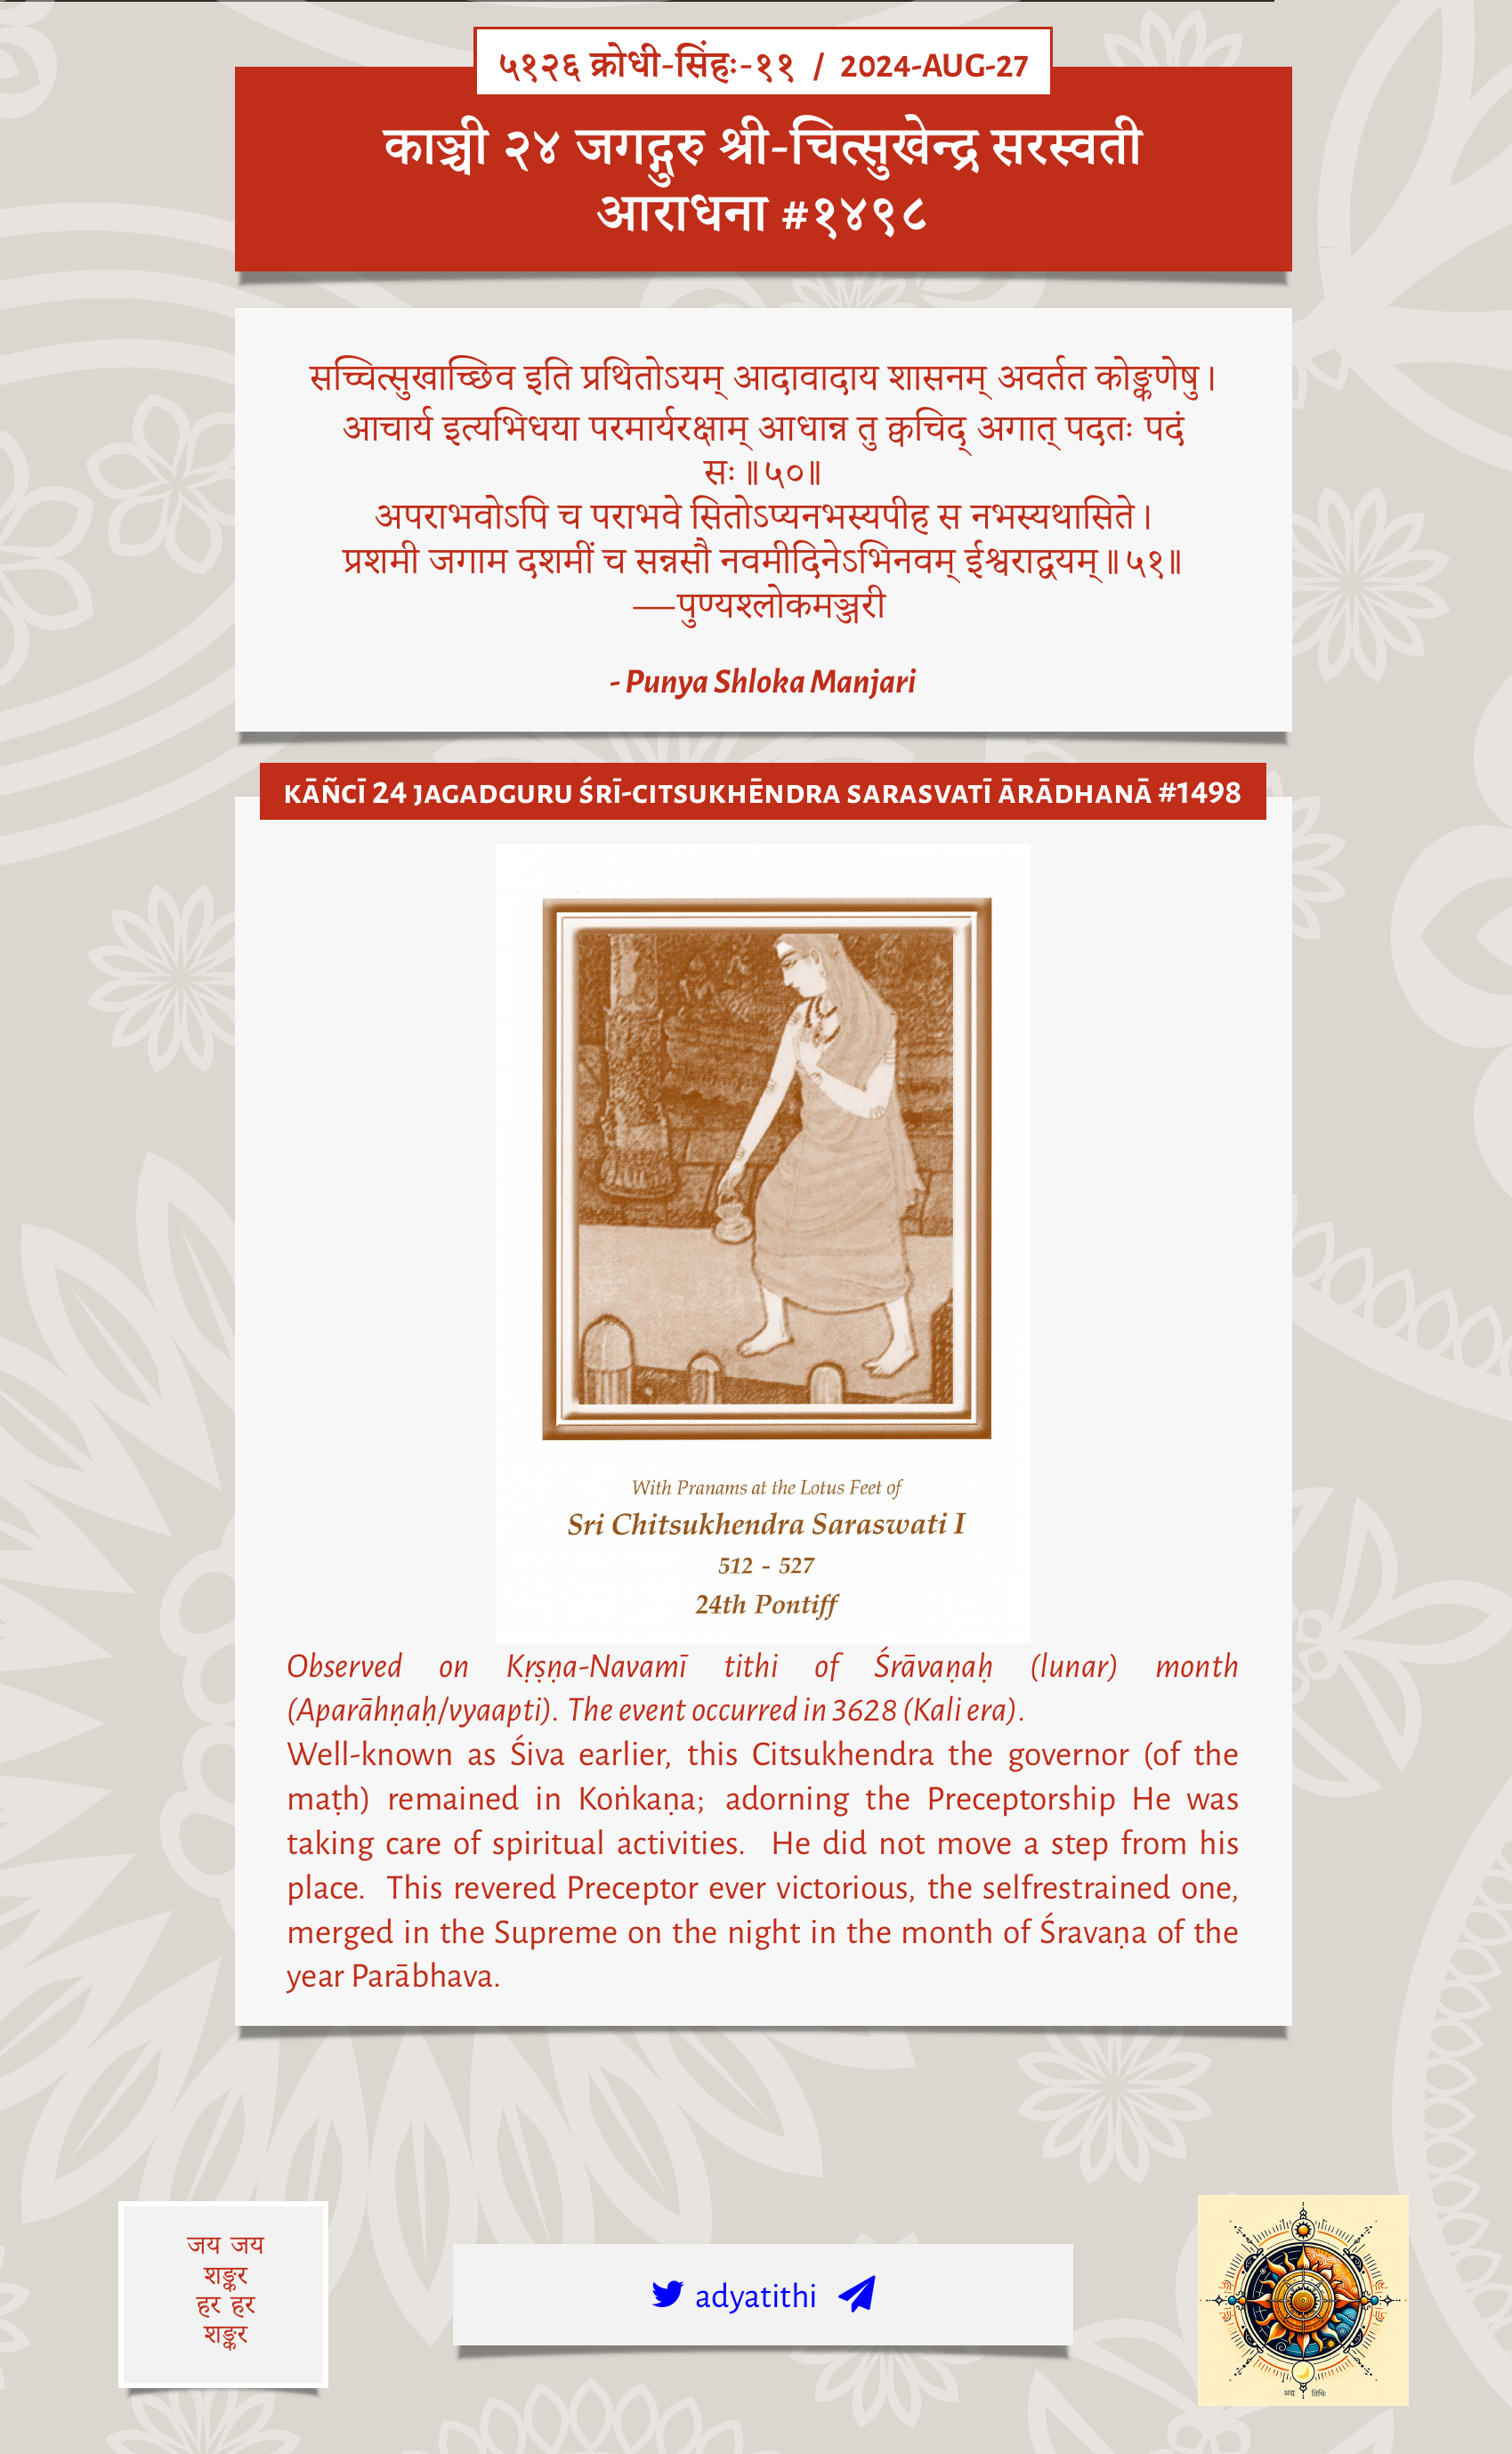 ५१२६ क्रोधी-सिंहः-११ / 2024-AUG-27
काञ्ची २४ जगद्गुरु श्री-चित्सुखेन्द्र सरस्वती
आराधना #१४९८
सच्चित्सुखाच्छिव इति प्रथितोऽयम् आदावादाय शासनम् अवर्तत कोङ्कणेषु।
आचार्य इत्यभिधया परमार्यरक्षाम् आधान्न तु क्वचिद् अगात् पदतः पदं
सः॥५०॥
अपराभवोऽपि च पराभवे सितोऽप्यनभस्यपीह स नभस्यथासिते।
प्रशमी जगाम दशमीं च सन्नसौ नवमीदिनेऽभिनवम् ईश्वराद्वयम्॥५१॥
—पुण्यश्लोकमञ्जरी
- Punya Shloka Manjari
KĀÑCĪ 24 JAGADGURU ŚRĪ-CITSUKHĒNDRA SARASVATĪ ĀRĀDHANĀ #1498
With Pranams at the Lotus Feet of
Sri Chitsukhendra Saraswati I
512 - 527
24th Pontiff
Observed on Kṛṣṇa-Navamī tithi of Śrāvaṇaḥ (lunar) month
(Aparāhṇaḥ/vyaapti). The event occurred in 3628 (Kali era).
Well-known as Śiva earlier, this Citsukhendra the governor (of the
maṭh) remained in Koṅkaṇa; adorning the Preceptorship He was
taking care of spiritual activities. He did not move a step from his
place. This revered Preceptor ever victorious, the selfrestrained one,
merged in the Supreme on the night in the month of Śravaṇa of the
year Parābhava.
जय जय
शङ्कर
हर हर
शङ्कर
adyatithi
अद्य तिथिः